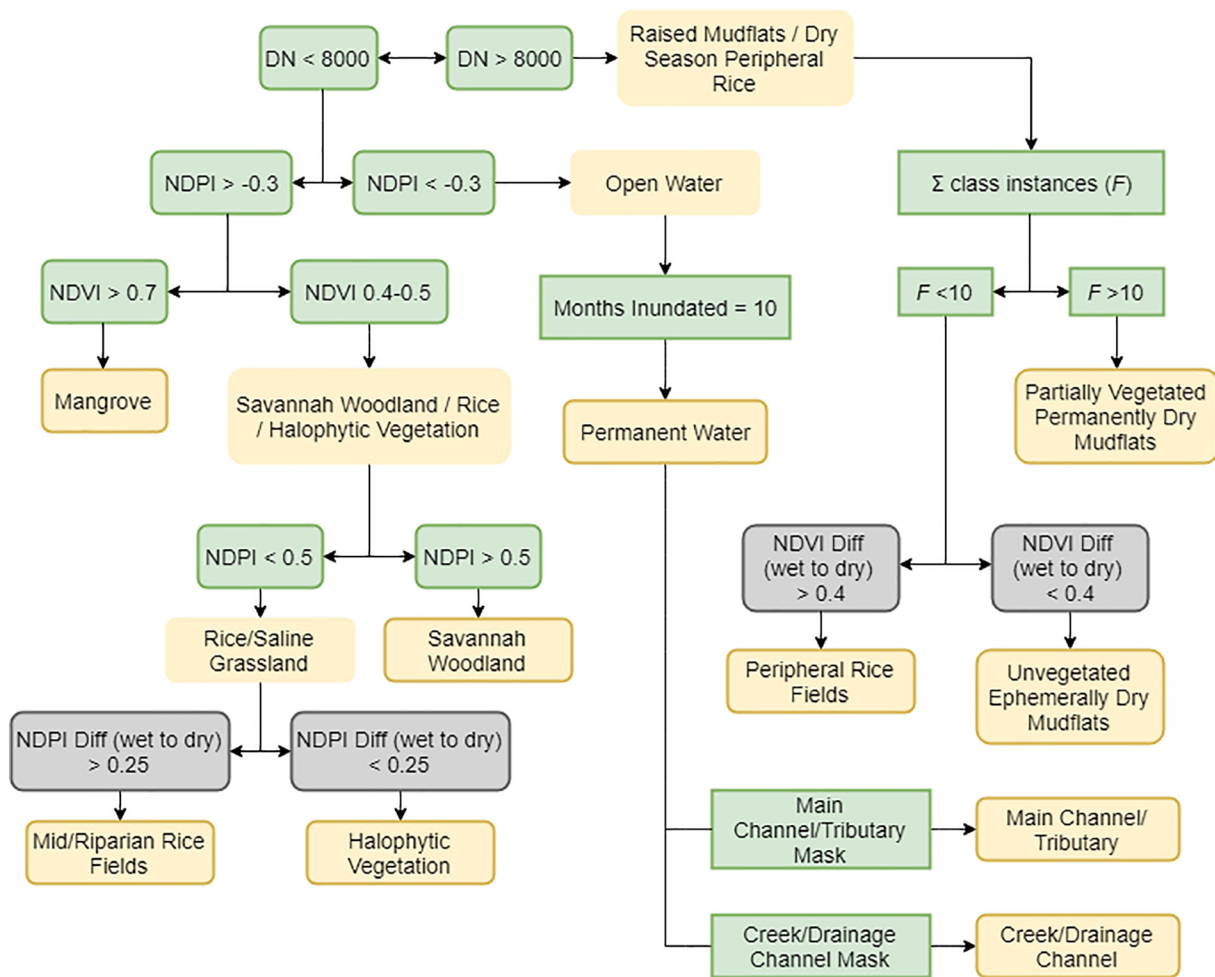 DN < 8000
DN > 8000
Raised Mudflats / Dry
Season Peripheral
Rice
NDPI > -0.3
NDPI < -0.3
Open Water
Σ class instances (F)
NDVI > 0.7
NDVI 0.4-0.5
Months Inundated = 10
F <10
F >10
Mangrove
Savannah Woodland / Rice
/ Halophytic Vegetation
Permanent Water
Partially Vegetated
Permanently Dry
Mudflats
NDPI < 0.5
NDPI > 0.5
NDVI Diff
(wet to dry)
> 0.4
NDVI Diff
(wet to dry)
< 0.4
Rice/Saline
Grassland
Savannah
Woodland
Peripheral Rice
Fields
Unvegetated
Ephemerally Dry
Mudflats
NDPI Diff (wet to dry)
> 0.25
NDPI Diff (wet to dry)
< 0.25
Mid/Riparian Rice
Fields
Halophytic
Vegetation
Main
Channel/Tributary
Mask
Main Channel/
Tributary
Creek/Drainage
Channel Mask
Creek/Drainage
Channel